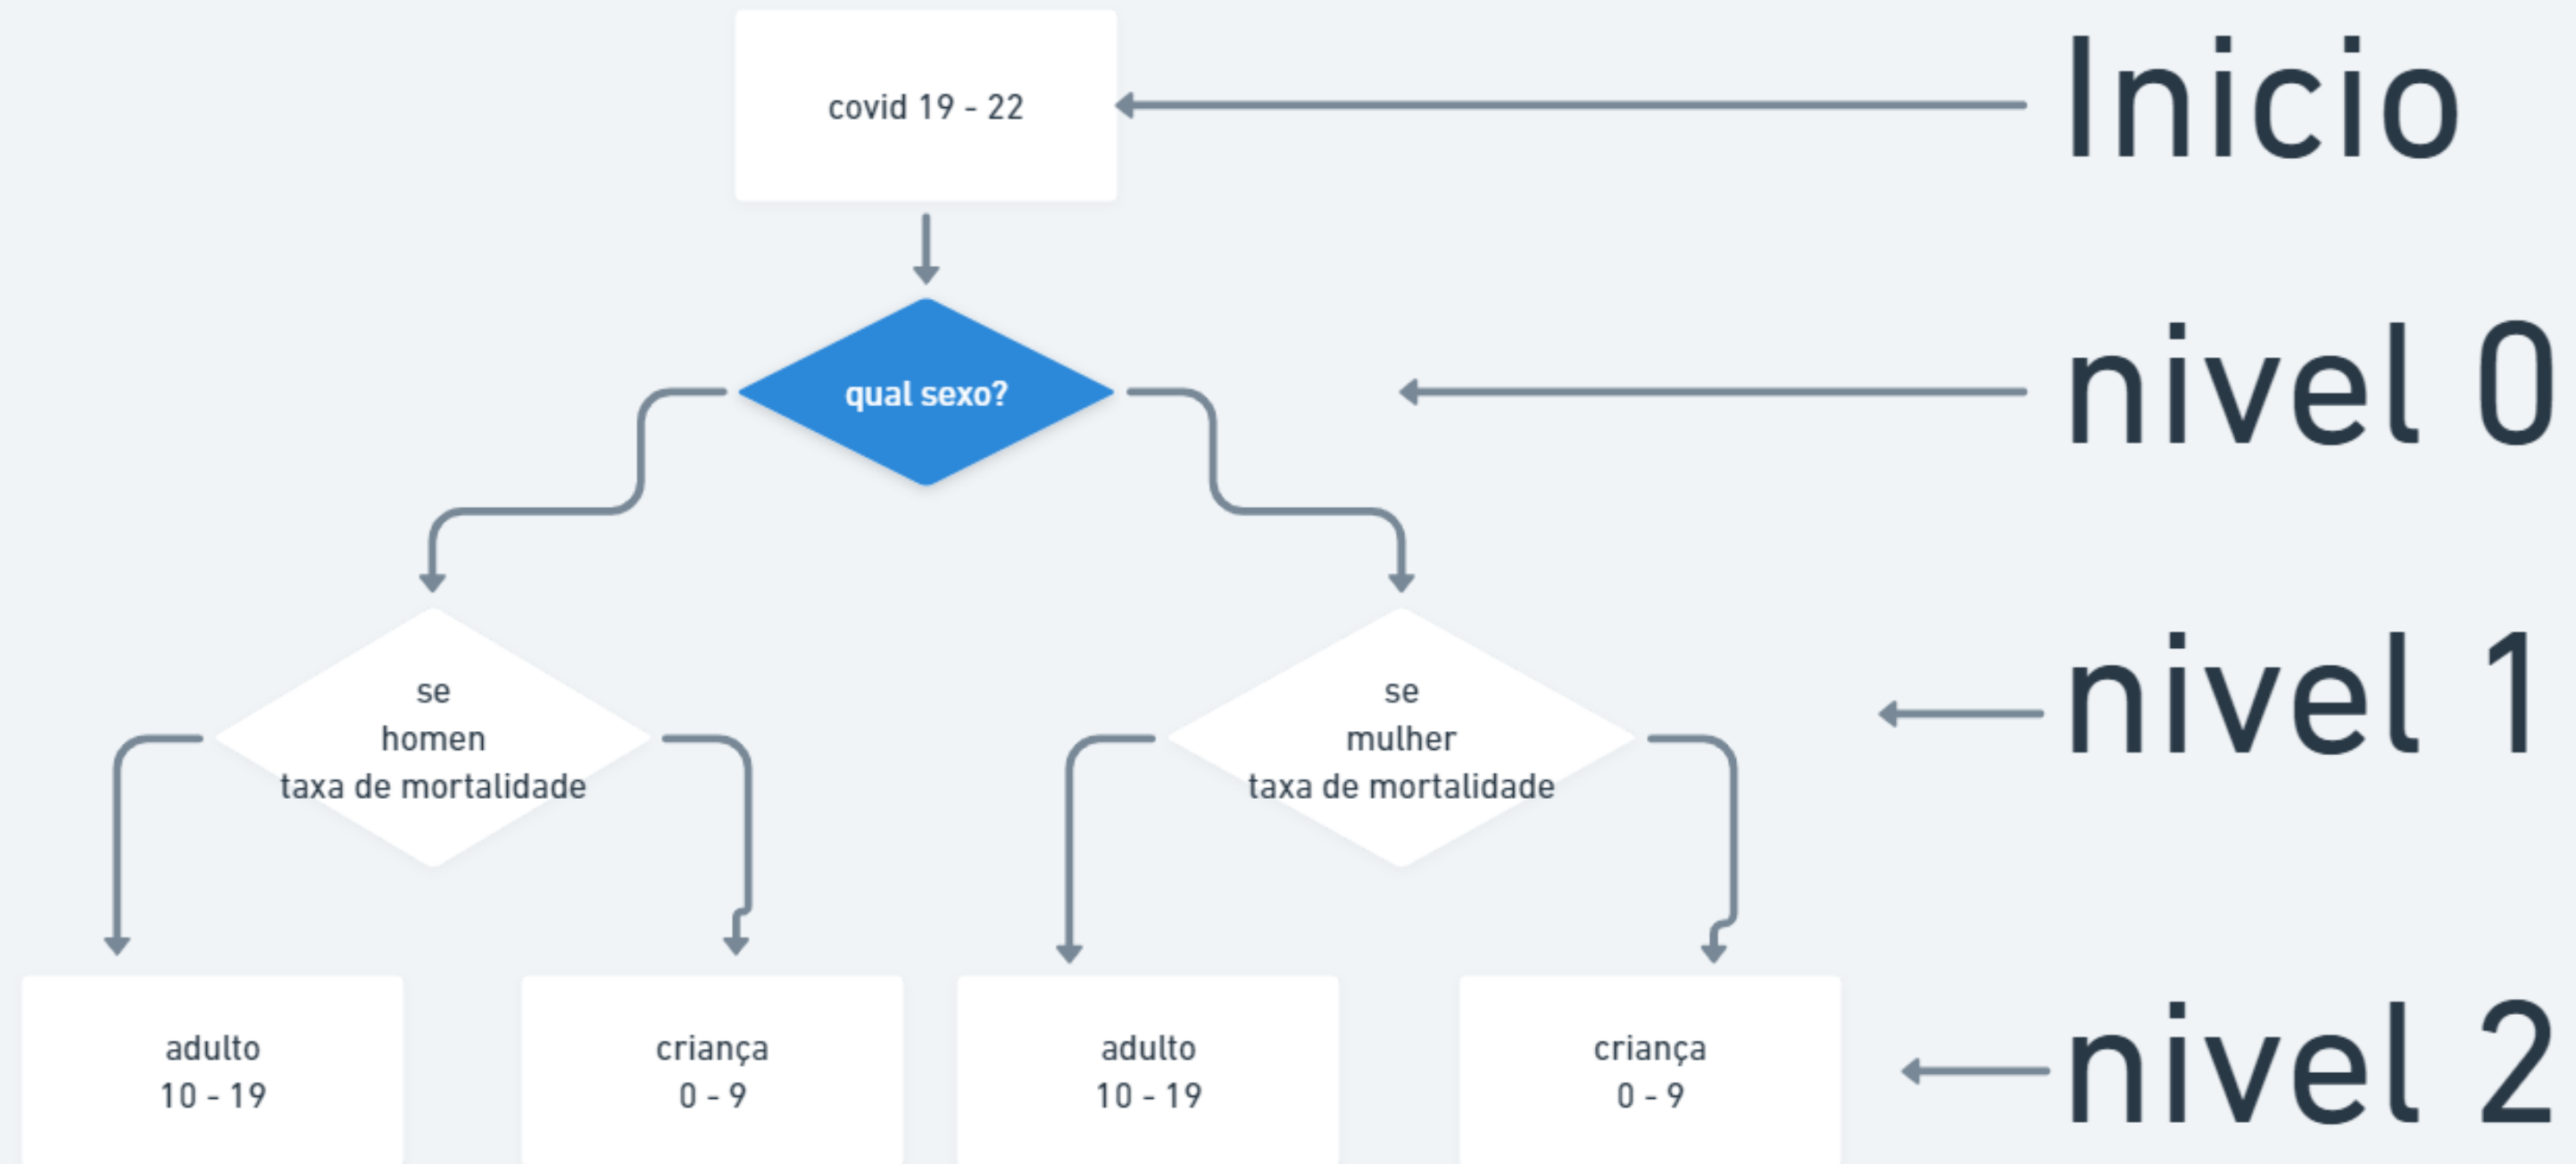 covid 19 - 22
Inicio
qual sexo?
nivel 0
se
homen
taxa de mortalidade
se
mulher
taxa de mortalidade
nivel 1
adulto
10 - 19
criança
0 - 9
adulto
10 - 19
criança
0 - 9
nivel 2